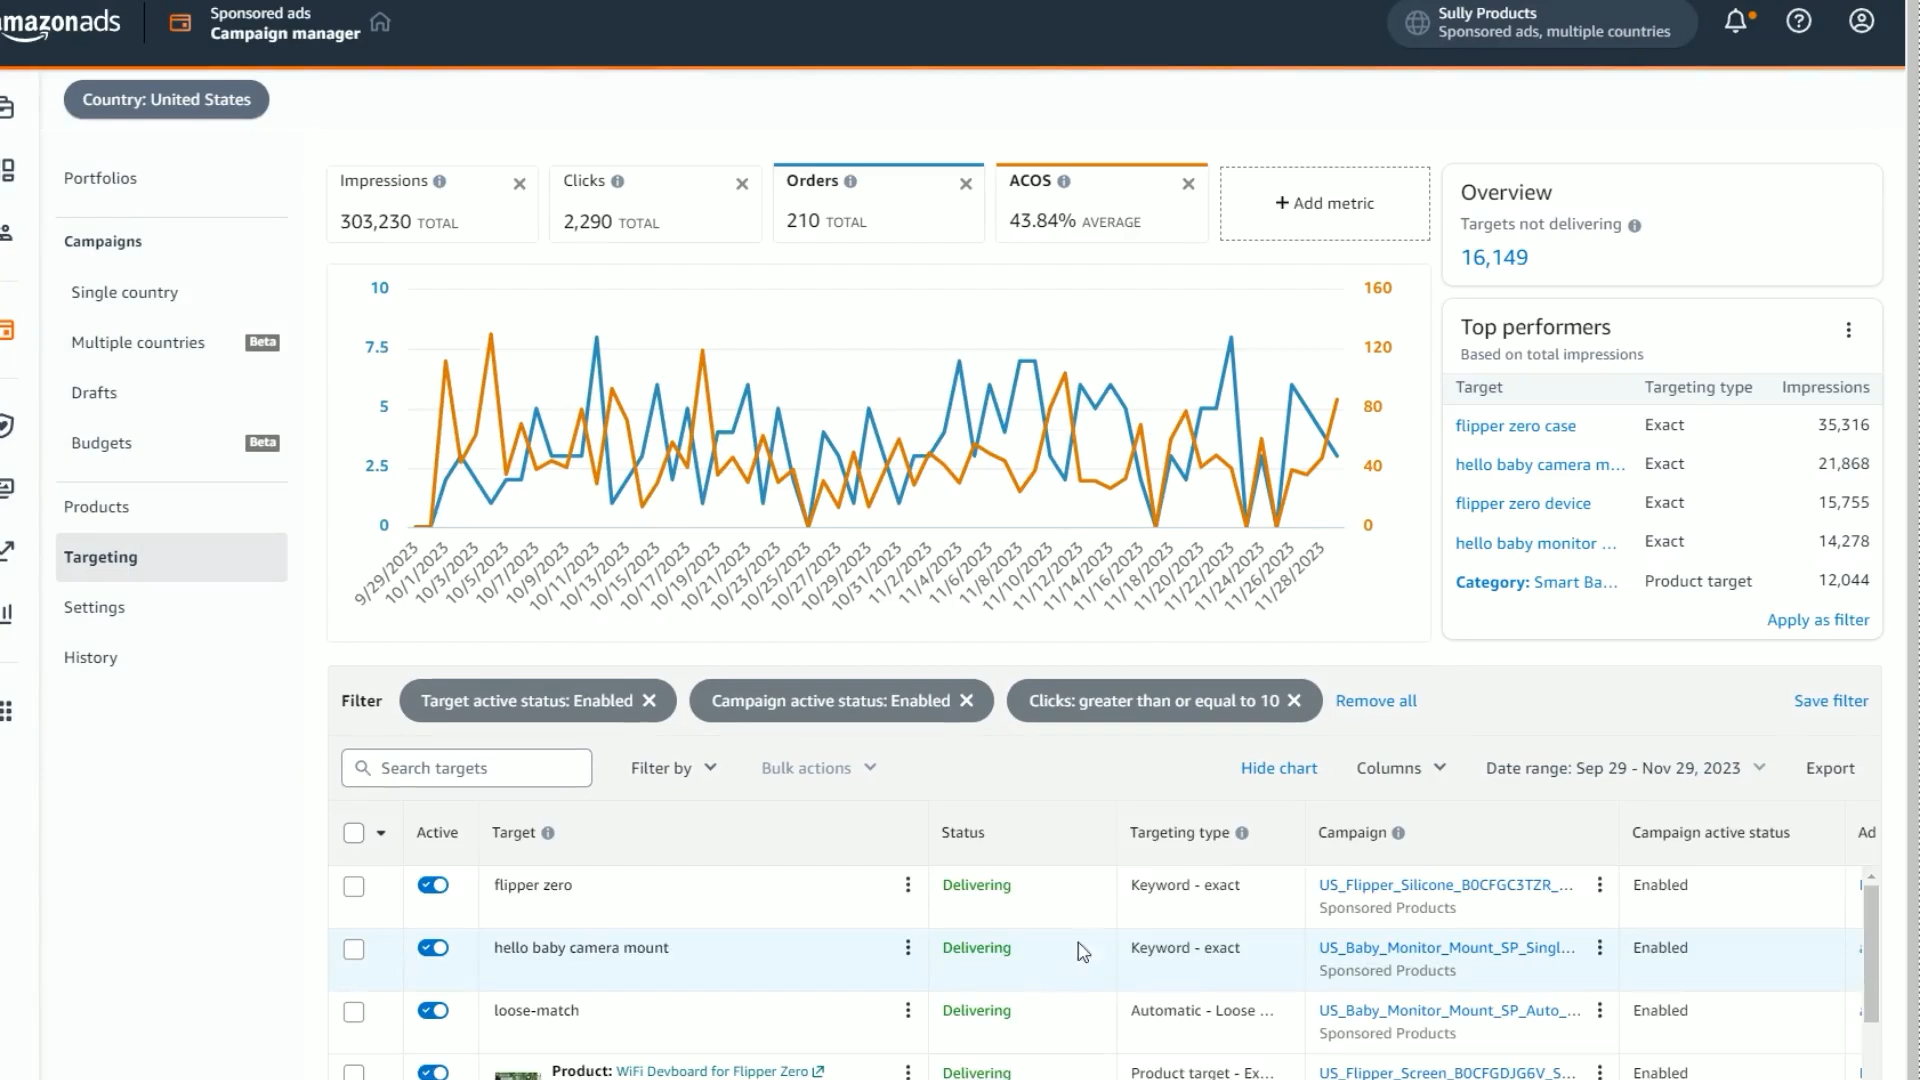 amazonads
Sponsored ads
Campaign manager
Sully Products
Sponsored ads, multiple countries
Country: United States
Portfolios
Campaigns
Single country
Multiple countries Beta
Drafts
Budgets Beta
Products
Targeting
Settings
History
Impressions
303,230 TOTAL
Clicks
2,290 TOTAL
Orders
210 TOTAL
ACOS
43.84% AVERAGE
+ Add metric
10
7.5
5
2.5
0
160
120
80
40
0
9/29/2023
10/1/2023
10/3/2023
10/5/2023
10/7/2023
10/9/2023
10/11/2023
10/13/2023
10/15/2023
10/17/2023
10/19/2023
10/21/2023
10/23/2023
10/25/2023
10/27/2023
10/29/2023
10/31/2023
11/2/2023
11/4/2023
11/6/2023
11/8/2023
11/10/2023
11/12/2023
11/14/2023
11/16/2023
11/18/2023
11/20/2023
11/22/2023
11/24/2023
11/26/2023
11/28/2023
Overview
Targets not delivering
16,149
Top performers
Based on total impressions
Target Targeting type Impressions
flipper zero case Exact 35,316
hello baby camera m... Exact 21,868
flipper zero device Exact 15,755
hello baby monitor ... Exact 14,278
Category: Smart Ba... Product target 12,044
Apply as filter
Filter Target active status: Enabled Campaign active status: Enabled Clicks: greater than or equal to 10 Remove all Save filter
Search targets Filter by Bulk actions Hide chart Columns Date range: Sep 29 - Nov 29, 2023 Export
Active Target Status Targeting type Campaign Campaign active status Ad
flipper zero Delivering Keyword - exact US_Flipper_Silicone_B0CFGC3TZR_... Enabled
Sponsored Products
hello baby camera mount Delivering Keyword - exact US_Baby_Monitor_Mount_SP_Singl... Enabled
Sponsored Products
loose-match Delivering Automatic - Loose ... US_Baby_Monitor_Mount_SP_Auto_... Enabled
Sponsored Products
Product: WiFi Devboard for Flipper Zero Delivering Product target - Ex... US_Flipper_Screen_B0CFGDJG6V_S... Enabled